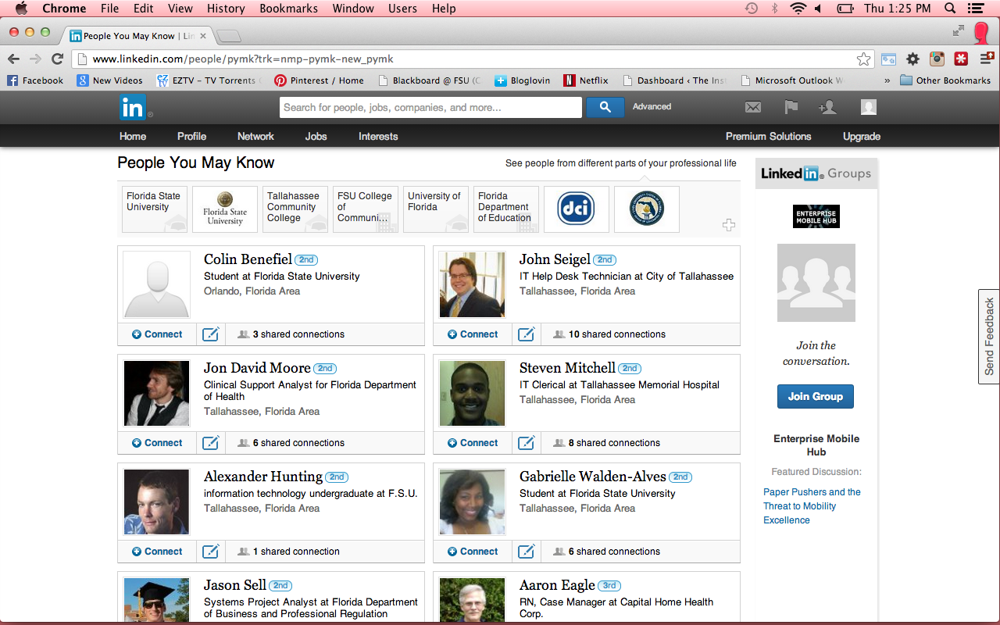 Chrome File Edit View History Bookmarks Window Users Help Thu 1:25 PM
in People You May Know | Lin
www.linkedin.com/people/pymk?trk=nmp-pymk-new_pymk
f Facebook 8 New Videos EZ TV EZTV - TV Torrents Pinterest / Home Blackboard @ FSU (C Bloglovin N Netflix Dashboard ‹ The Inst Microsoft Outlook W » Other Bookmarks
in® Search for people, jobs, companies, and more... Advanced
Home Profile Network Jobs Interests Premium Solutions Upgrade
People You May Know
See people from different parts of your professional life
Florida State
University
Florida State
University
Tallahassee
Community
College
FSU College
of
Communi...
University of
Florida
Florida
Department
of Education
dci
Colin Benefiel 2nd
Student at Florida State University
Orlando, Florida Area
Connect 3 shared connections
John Seigel 2nd
IT Help Desk Technician at City of Tallahassee
Tallahassee, Florida Area
Connect 10 shared connections
Jon David Moore 2nd
Clinical Support Analyst for Florida Department
of Health
Tallahassee, Florida Area
Connect 6 shared connections
Steven Mitchell 2nd
IT Clerical at Tallahassee Memorial Hospital
Tallahassee, Florida Area
Connect 8 shared connections
Alexander Hunting 2nd
information technology undergraduate at F.S.U.
Tallahassee, Florida Area
Connect 1 shared connection
Gabrielle Walden-Alves 2nd
Student at Florida State University
Tallahassee, Florida Area
Connect 6 shared connections
Jason Sell 2nd
Systems Project Analyst at Florida Department
of Business and Professional Regulation
Aaron Eagle 3rd
RN, Case Manager at Capital Home Health
Corp.
Linked in® Groups
ENTERPRISE
MOBILE HUB
Join the
conversation.
Join Group
Enterprise Mobile
Hub
Featured Discussion:
Paper Pushers and the
Threat to Mobility
Excellence
Send Feedback